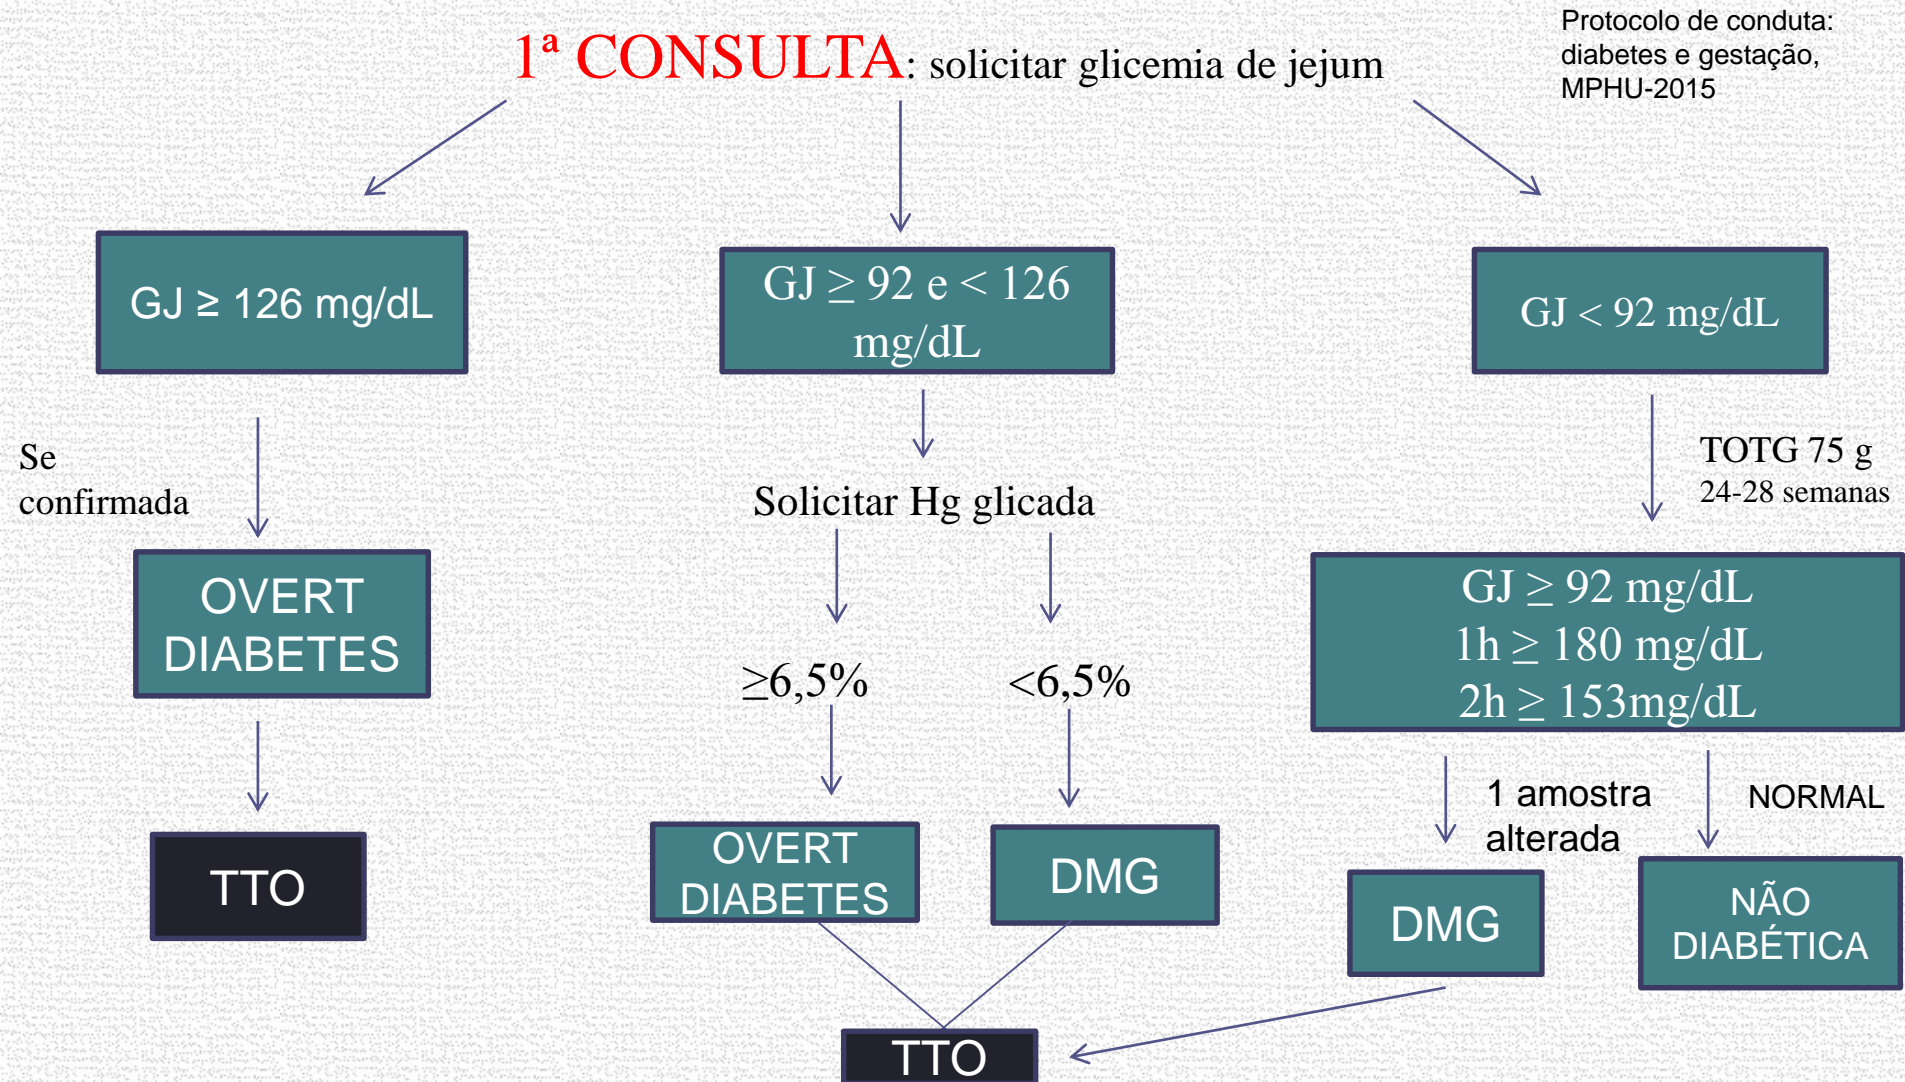 Protocolo de conduta:
diabetes e gestação,
MPHU-2015
1ª CONSULTA: solicitar glicemia de jejum
GJ ≥ 126 mg/dL
GJ ≥ 92 e < 126
mg/dL
GJ < 92 mg/dL
Se
confirmada
Solicitar Hg glicada
TOTG 75 g
24-28 semanas
OVERT
DIABETES
≥6,5%
<6,5%
GJ ≥ 92 mg/dL
1h ≥ 180 mg/dL
2h ≥ 153mg/dL
1 amostra
alterada
NORMAL
TTO
OVERT
DIABETES
DMG
DMG
NÃO
DIABÉTICA
TTO